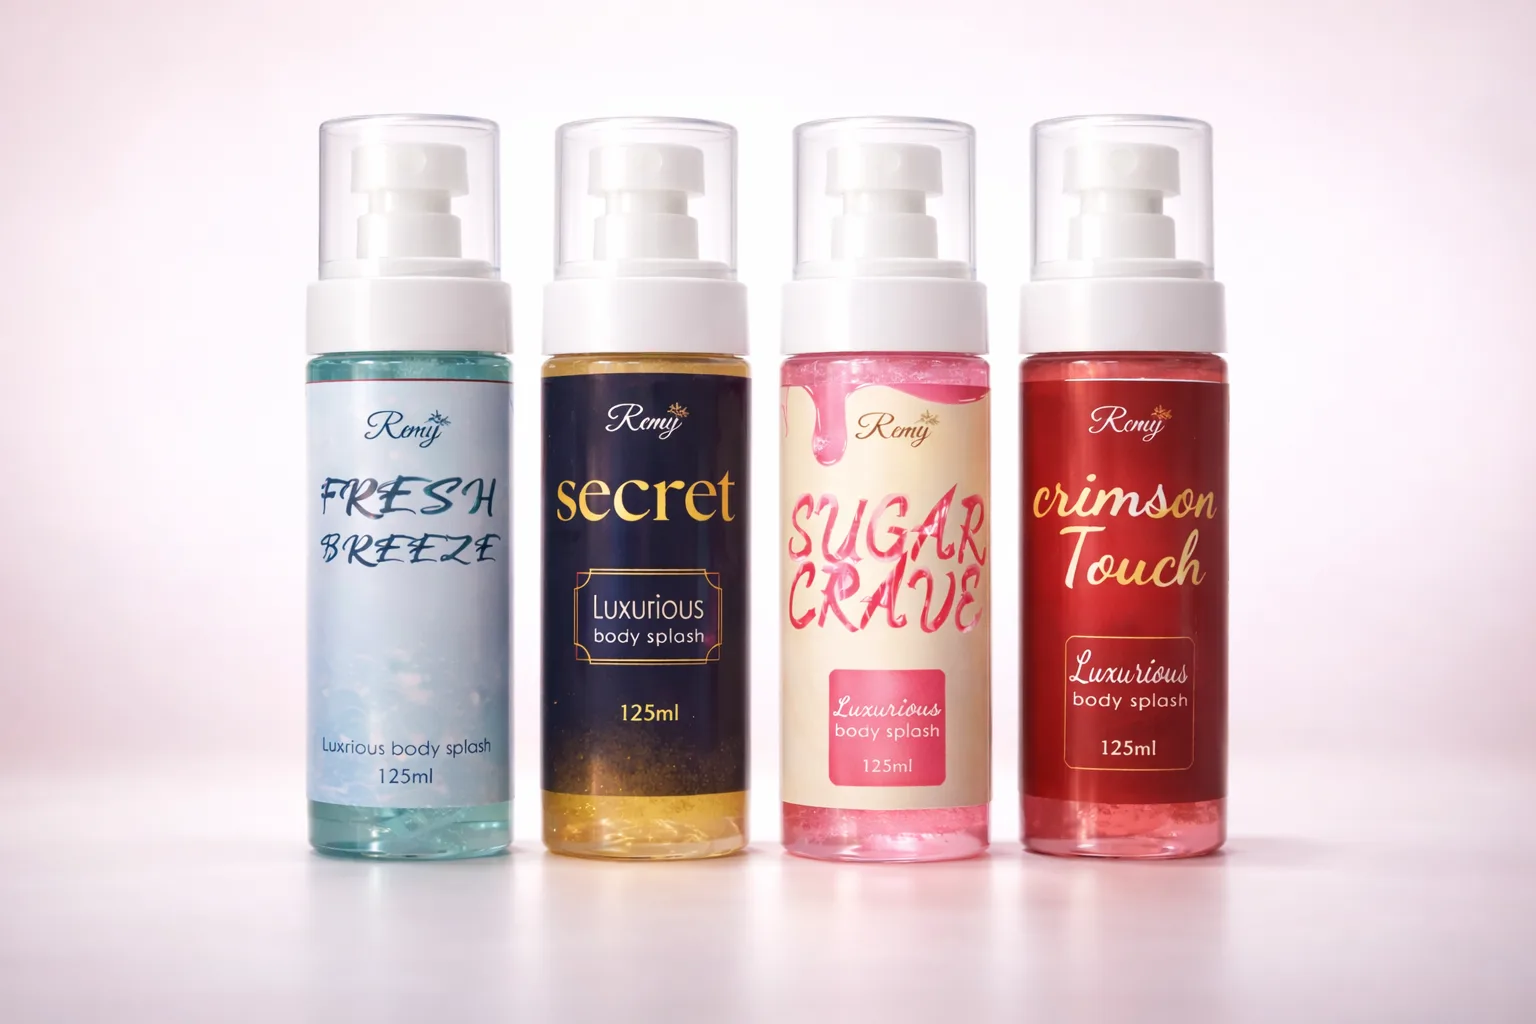 Remy
FRESH
BREEZE
Luxrious body splash
125ml
Remy
secret
Luxurious
body splash
125ml
Remy
SUGAR
CRAVE
Luxurious
body splash
125ml
Remy
crimson
Touch
Luxurious
body splash
125ml